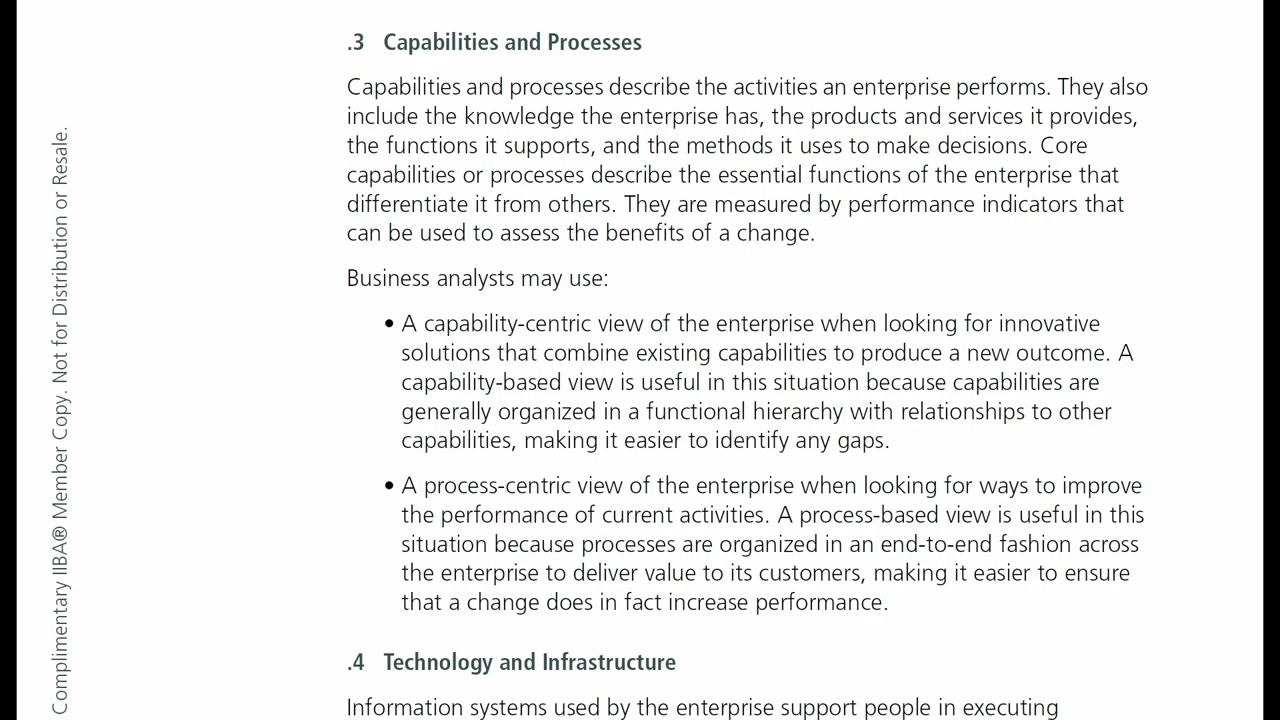 .3 Capabilities and Processes
Capabilities and processes describe the activities an enterprise performs. They also
include the knowledge the enterprise has, the products and services it provides,
the functions it supports, and the methods it uses to make decisions. Core
capabilities or processes describe the essential functions of the enterprise that
differentiate it from others. They are measured by performance indicators that
can be used to assess the benefits of a change.
Business analysts may use:
• A capability-centric view of the enterprise when looking for innovative
solutions that combine existing capabilities to produce a new outcome. A
capability-based view is useful in this situation because capabilities are
generally organized in a functional hierarchy with relationships to other
capabilities, making it easier to identify any gaps.
• A process-centric view of the enterprise when looking for ways to improve
the performance of current activities. A process-based view is useful in this
situation because processes are organized in an end-to-end fashion across
the enterprise to deliver value to its customers, making it easier to ensure
that a change does in fact increase performance.
.4 Technology and Infrastructure
Information systems used by the enterprise support people in executing
Complimentary IIBA® Member Copy. Not for Distribution or Resale.